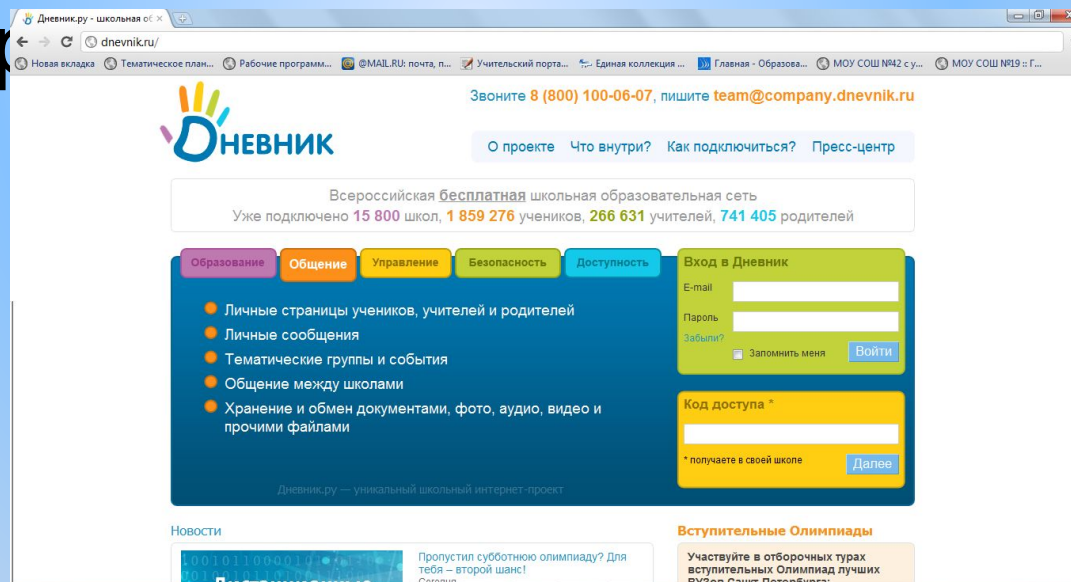 Дневник.ру - школьная об
dnevnik.ru/
Новая вкладка Тематическое план... Рабочие программ... @MAIL.RU: почта, п... Учительский порта... Единая коллекция ... Главная - Образова... МОУ СОШ №42 с у... МОУ СОШ №19 :: Г...
Звоните 8 (800) 100-06-07, пишите team@company.dnevnik.ru
Дневник
О проекте Что внутри? Как подключиться? Пресс-центр
Всероссийская бесплатная школьная образовательная сеть
Уже подключено 15 800 школ, 1 859 276 учеников, 266 631 учителей, 741 405 родителей
Образование Общение Управление Безопасность Доступность
Личные страницы учеников, учителей и родителей
Личные сообщения
Тематические группы и события
Общение между школами
Хранение и обмен документами, фото, аудио, видео и
прочими файлами
Дневник.ру — уникальный школьный интернет-проект
Вход в Дневник
E-mail
Пароль
Забыли?
Запомнить меня Войти
Код доступа *
* получаете в своей школе Далее
Новости
Пропустил субботнюю олимпиаду? Для
тебя – второй шанс!
Сегодня
Вступительные Олимпиады
Участвуйте в отборочных турах
вступительных Олимпиад лучших
ВУЗов Санкт-Петербурга: